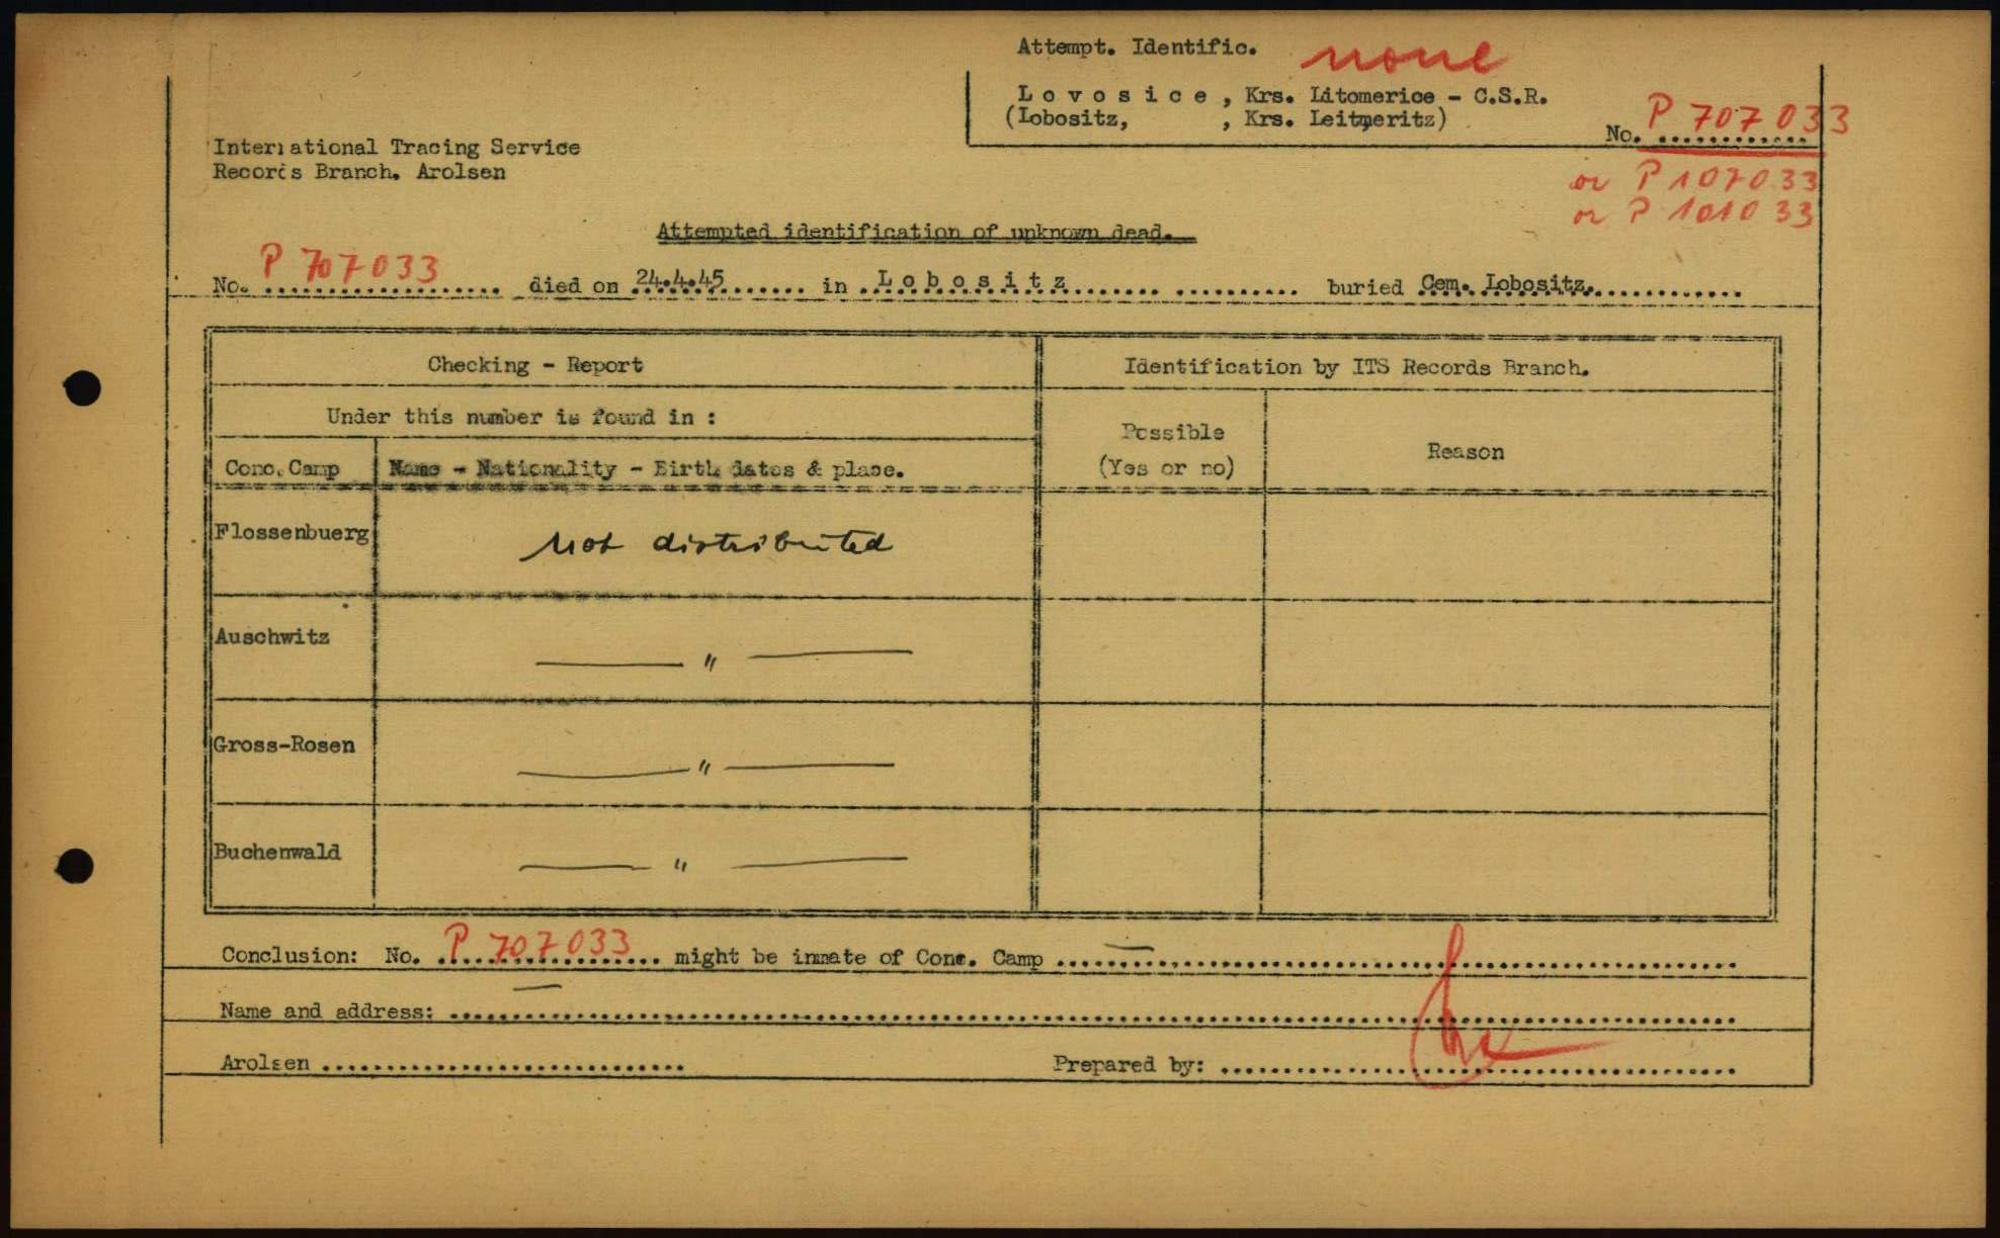 Attempt. Identific. none
L o v o s i c e , Krs. Litomerice - C.S.R.
(Lobositz, , Krs. Leitmeritz)
No. P 707033
or P 107033
or P 101033
International Tracing Service
Records Branch. Arolsen
Attempted identification of unknown dead.
No. P 707033 died on 24.4.45 in L o b o s i t z buried Cem. Lobositz.
Checking - Report
Identification by ITS Records Branch.
Under this number is found in :
Possible
(Yes or no)
Reason
Conc. Camp
Name - Nationality - Birth dates & place.
Flossenbuerg
not distributed
Auschwitz
— " —
Gross-Rosen
— " —
Buchenwald
— " —
Conclusion: No. P 707033 might be inmate of Conc. Camp —
Name and address: —
Arolsen
Prepared by: